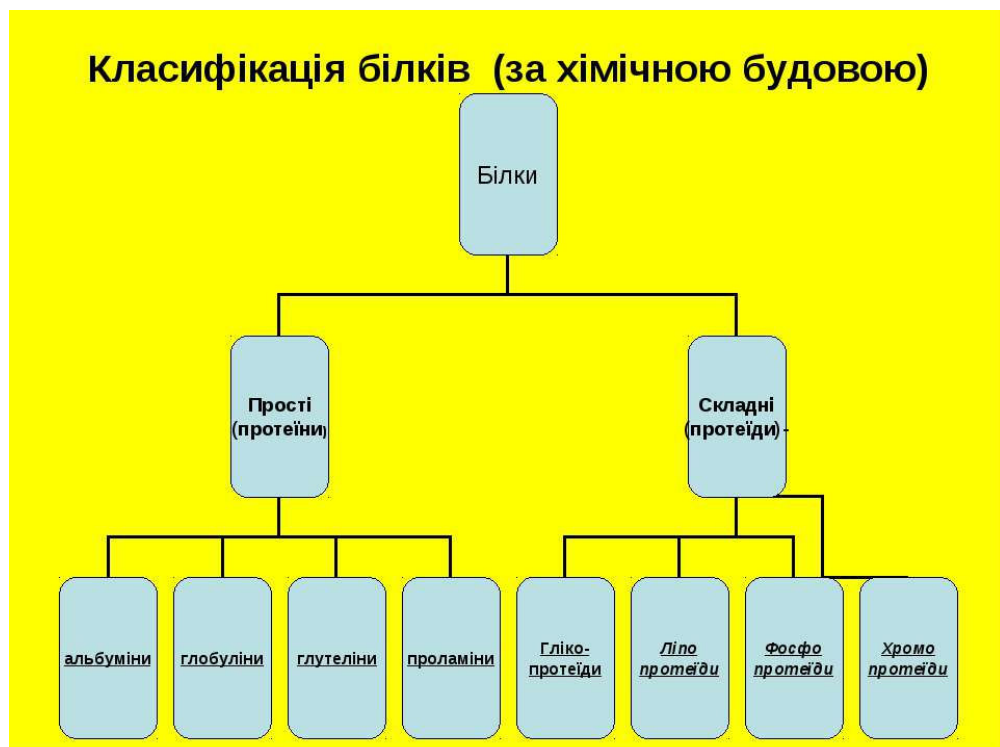 Класифікація білків (за хімічною будовою)
Білки
Прості
(протеїни)
Складні
(протеїди) -
альбуміни
глобуліни
глутеліни
проламіни
Гліко-
протеїди
Ліпо
протеїди
Фосфо
протеїди
Хромо
протеїди